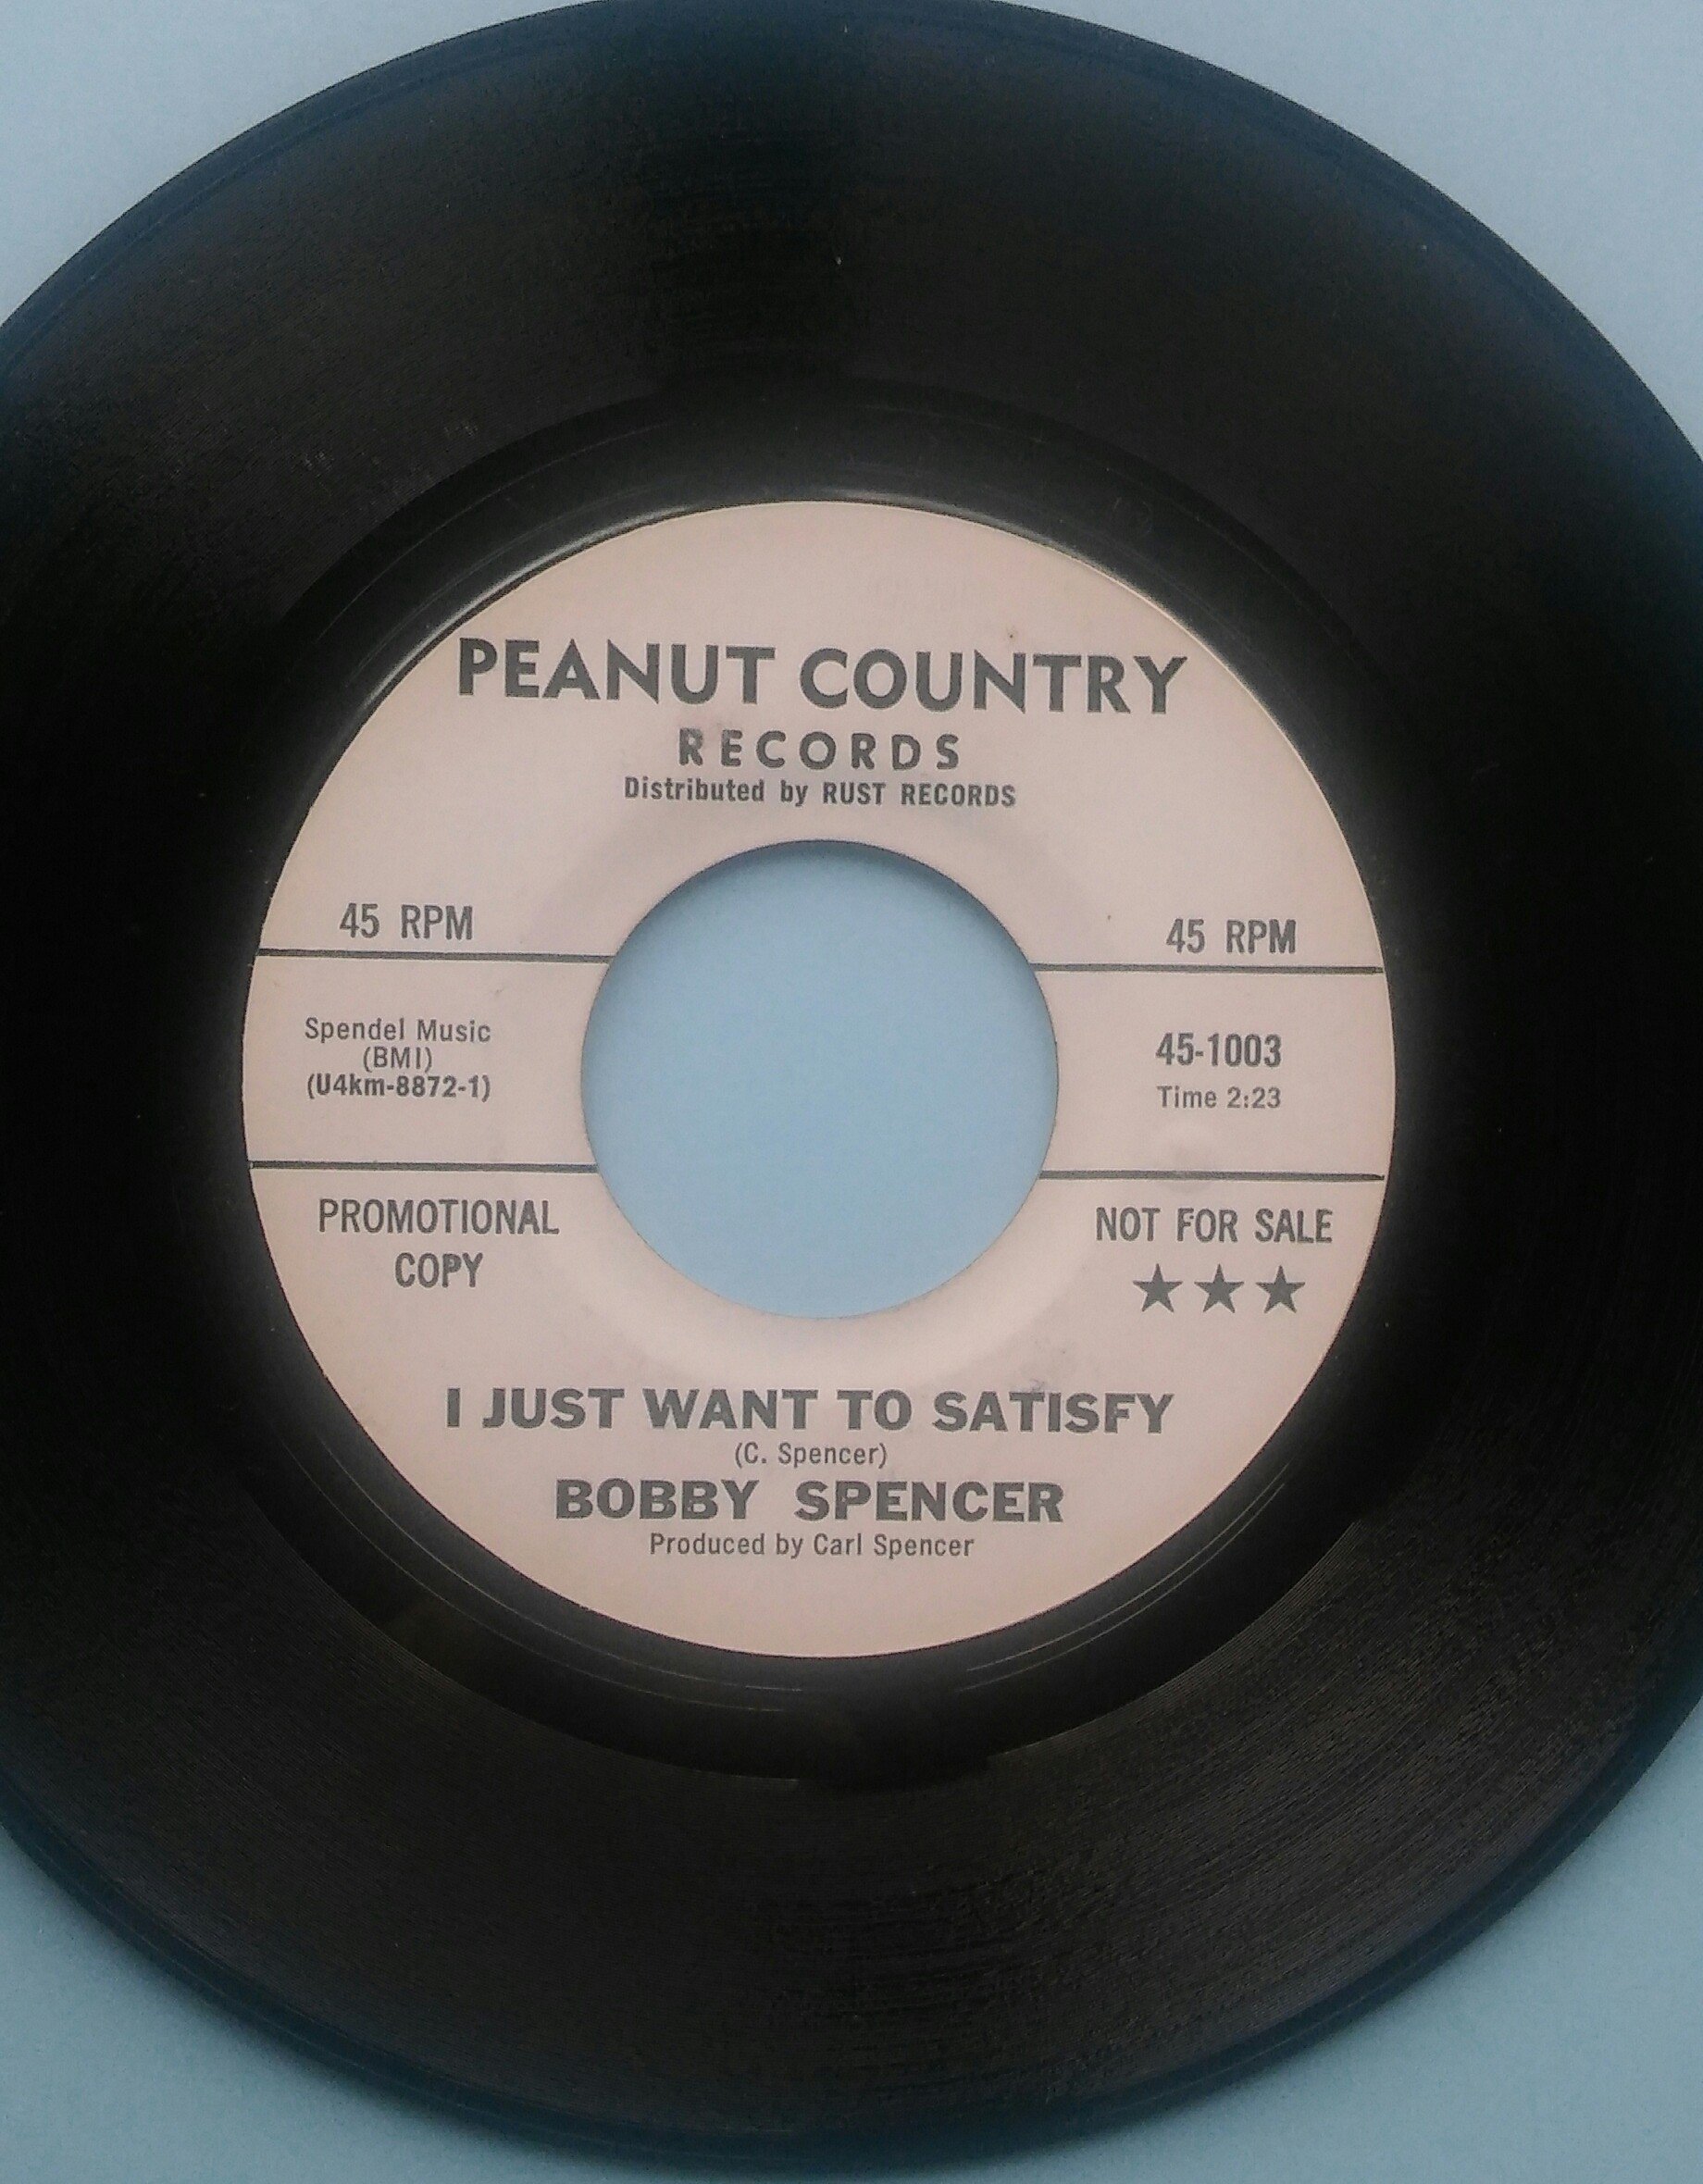 PEANUT COUNTRY
RECORDS
Distributed by RUST RECORDS
45 RPM
45 RPM
Spendel Music
(BMI)
(U4km-8872-1)
45-1003
Time 2:23
PROMOTIONAL
COPY
NOT FOR SALE
★★★
I JUST WANT TO SATISFY
(C. Spencer)
BOBBY SPENCER
Produced by Carl Spencer